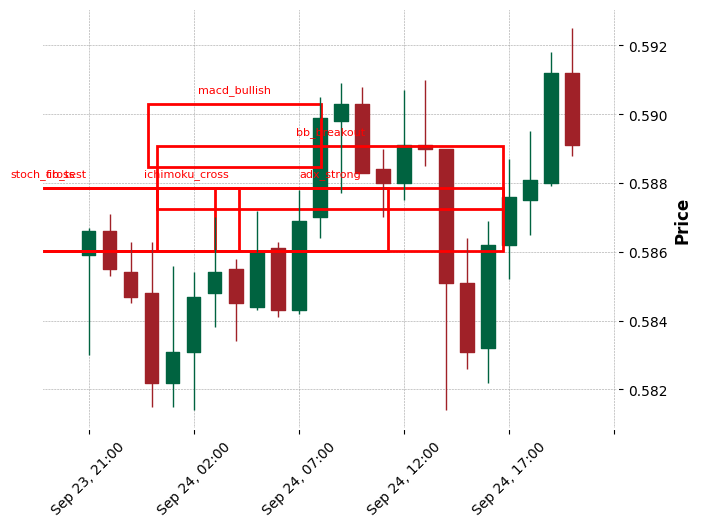 0.592
macd_bullish
0.590
bb_breakout
stoch_cross
fib_test
ichimoku_cross
adx_strong
0.588
0.586
0.584
0.582
Price
Sep 23, 21:00
Sep 24, 02:00
Sep 24, 07:00
Sep 24, 12:00
Sep 24, 17:00